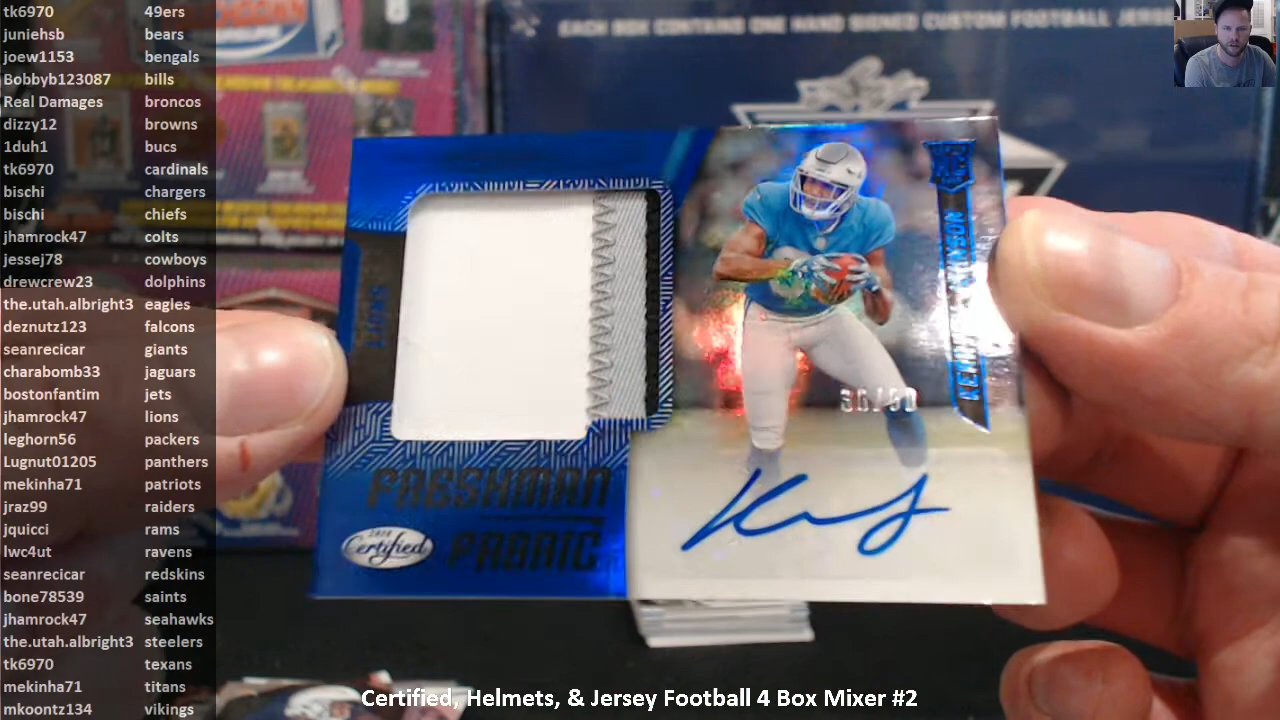 tk6970 49ers
juniehsb bears
joew1153 bengals
Bobbyb123087 bills
Real Damages broncos
dizzy12 browns
1duh1 bucs
tk6970 cardinals
bischi chargers
bischi chiefs
jhamrock47 colts
jessej78 cowboys
drewcrew23 dolphins
the.utah.albright3 eagles
deznutz123 falcons
seanrecicar giants
charabomb33 jaguars
bostonfantim jets
jhamrock47 lions
leghorn56 packers
Lugnut01205 panthers
mekinha71 patriots
jraz99 raiders
jquicci rams
lwc4ut ravens
seanrecicar redskins
bone78539 saints
jhamrock47 seahawks
the.utah.albright3 steelers
tk6970 texans
mekinha71 titans
mkoontz134 vikings
EACH BOX CONTAINS ONE HAND SIGNED CUSTOM FOOTBALL
LIONS
FRESHMAN
FABRIC
Certified
Certified, Helmets, & Jersey Football 4 Box Mixer #2